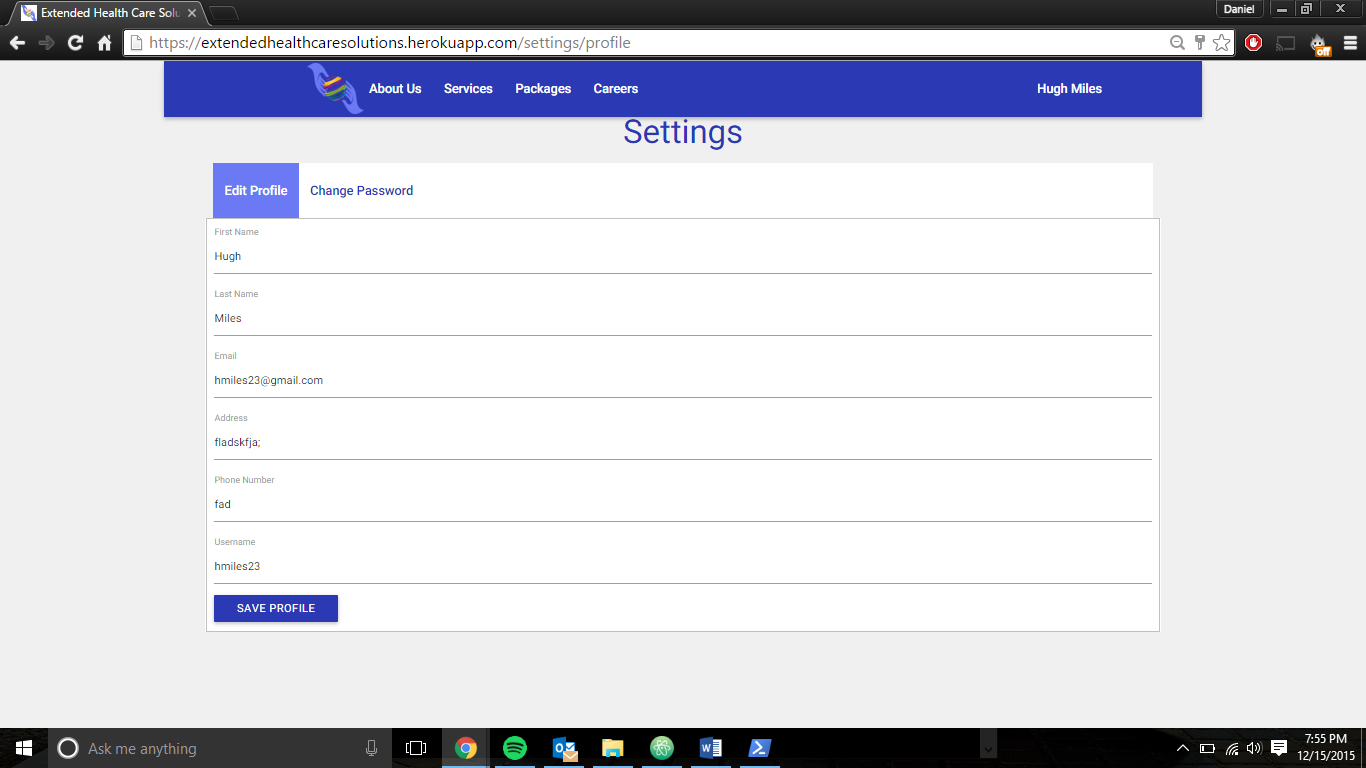 Extended Health Care Solu
Daniel
https://extendedhealthcaresolutions.herokuapp.com/settings/profile
off
About Us Services Packages Careers Hugh Miles
Settings
Edit Profile Change Password
First Name
Hugh
Last Name
Miles
Email
hmiles23@gmail.com
Address
fladskfja;
Phone Number
fad
Username
hmiles23
SAVE PROFILE
Ask me anything
7:55 PM
12/15/2015